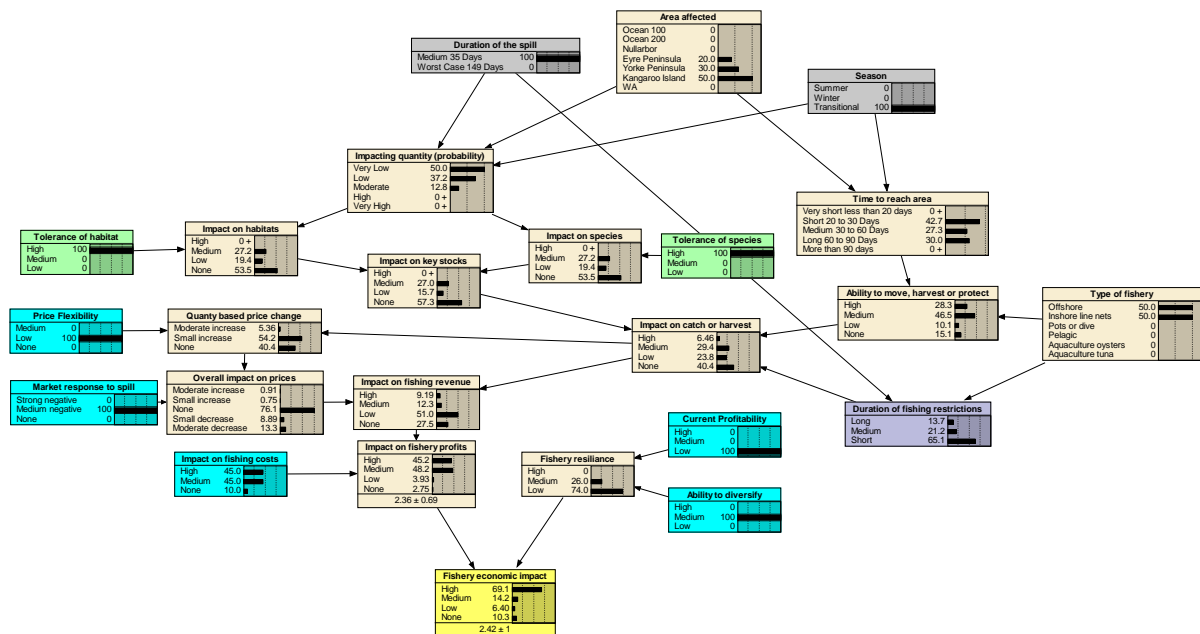 Area affected
Ocean 100 0
Ocean 200 0
Nullarbor 0
Eyre Peninsula 20.0
Yorke Peninsula 30.0
Kangaroo Island 50.0
WA 0
Duration of the spill
Medium 35 Days 100
Worst Case 149 Days 0
Season
Summer 0
Winter 0
Transitional 100
Impacting quantity (probability)
Very Low 50.0
Low 37.2
Moderate 12.8
High 0 +
Very High 0 +
Time to reach area
Very short less than 20 days 0 +
Short 20 to 30 Days 42.7
Medium 30 to 60 Days 27.3
Long 60 to 90 Days 30.0
More than 90 days 0 +
Tolerance of habitat
High 100
Medium 0
Low 0
Impact on habitats
High 0 +
Medium 27.2
Low 19.4
None 53.5
Impact on species
High 0 +
Medium 27.2
Low 19.4
None 53.5
Tolerance of species
High 100
Medium 0
Low 0
Impact on key stocks
High 0 +
Medium 27.0
Low 15.7
None 57.3
Ability to move, harvest or protect
High 28.3
Medium 46.5
Low 10.1
None 15.1
Type of fishery
Offshore 50.0
Inshore line nets 50.0
Pots or dive 0
Pelagic 0
Aquaculture oysters 0
Aquaculture tuna 0
Price Flexibility
Medium 0
Low 100
None 0
Quanty based price change
Moderate increase 5.36
Small increase 54.2
None 40.4
Impact on catch or harvest
High 6.46
Medium 29.4
Low 23.8
None 40.4
Market response to spill
Strong negative 0
Medium negative 100
None 0
Overall impact on prices
Moderate increase 0.91
Small increase 0.75
None 76.1
Small decrease 8.89
Moderate decrease 13.3
Impact on fishing revenue
High 9.19
Medium 12.3
Low 51.0
None 27.5
Current Profitability
High 0
Medium 0
Low 100
Duration of fishing restrictions
Long 13.7
Medium 21.2
Short 65.1
Impact on fishing costs
High 45.0
Medium 45.0
None 10.0
Impact on fishery profits
High 45.2
Medium 48.2
Low 3.93
None 2.75
2.36 ± 0.69
Fishery resiliance
High 0
Medium 26.0
Low 74.0
Ability to diversify
High 0
Medium 100
Low 0
Fishery economic impact
High 69.1
Medium 14.2
Low 6.40
None 10.3
2.42 ± 1